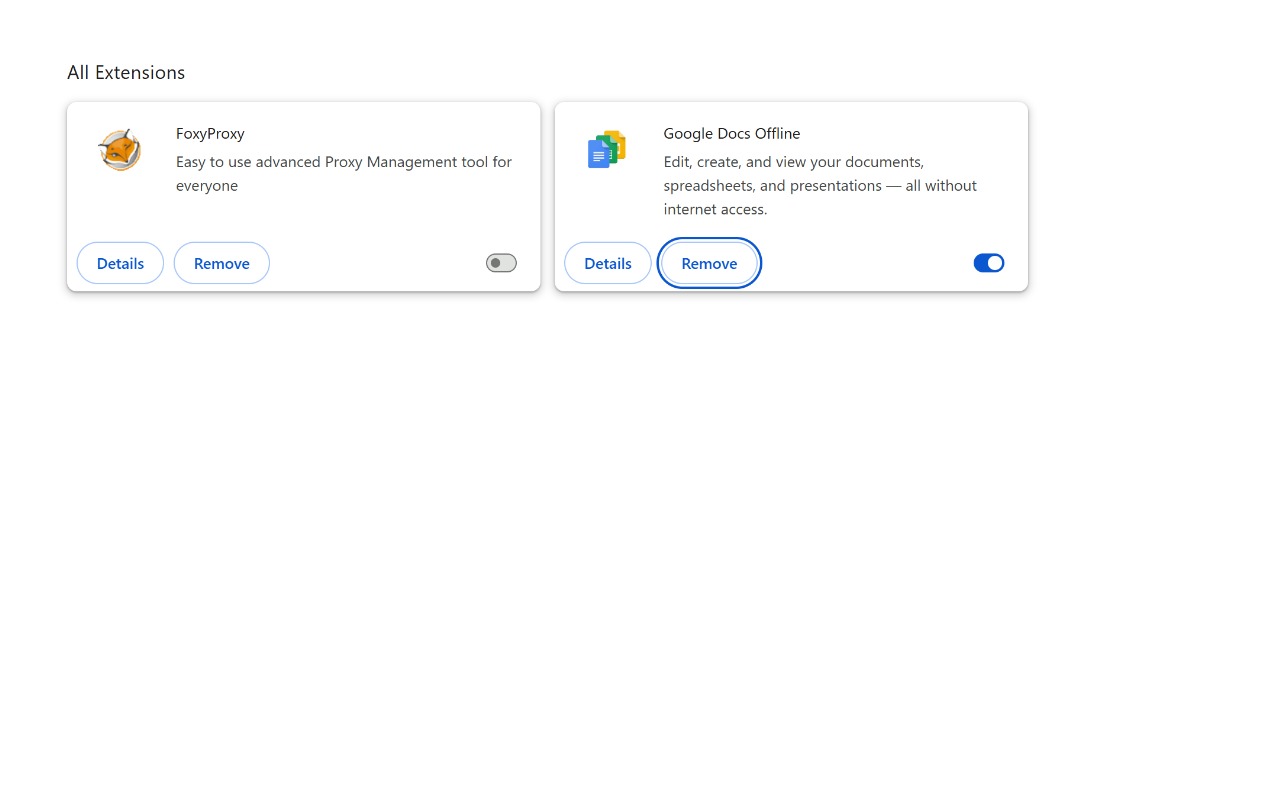 All Extensions
FoxyProxy
Easy to use advanced Proxy Management tool for
everyone
Details
Remove
Google Docs Offline
Edit, create, and view your documents,
spreadsheets, and presentations — all without
internet access.
Details
Remove